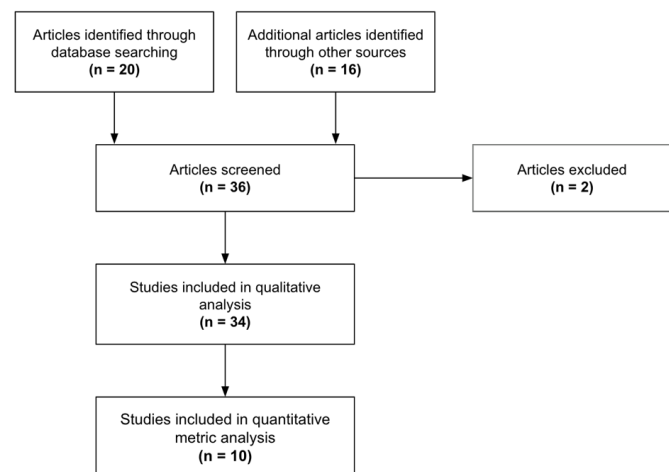 Articles identified through
database searching
(n = 20)
Additional articles identified
through other sources
(n = 16)
Articles screened
(n = 36)
Articles excluded
(n = 2)
Studies included in qualitative
analysis
(n = 34)
Studies included in quantitative
metric analysis
(n = 10)